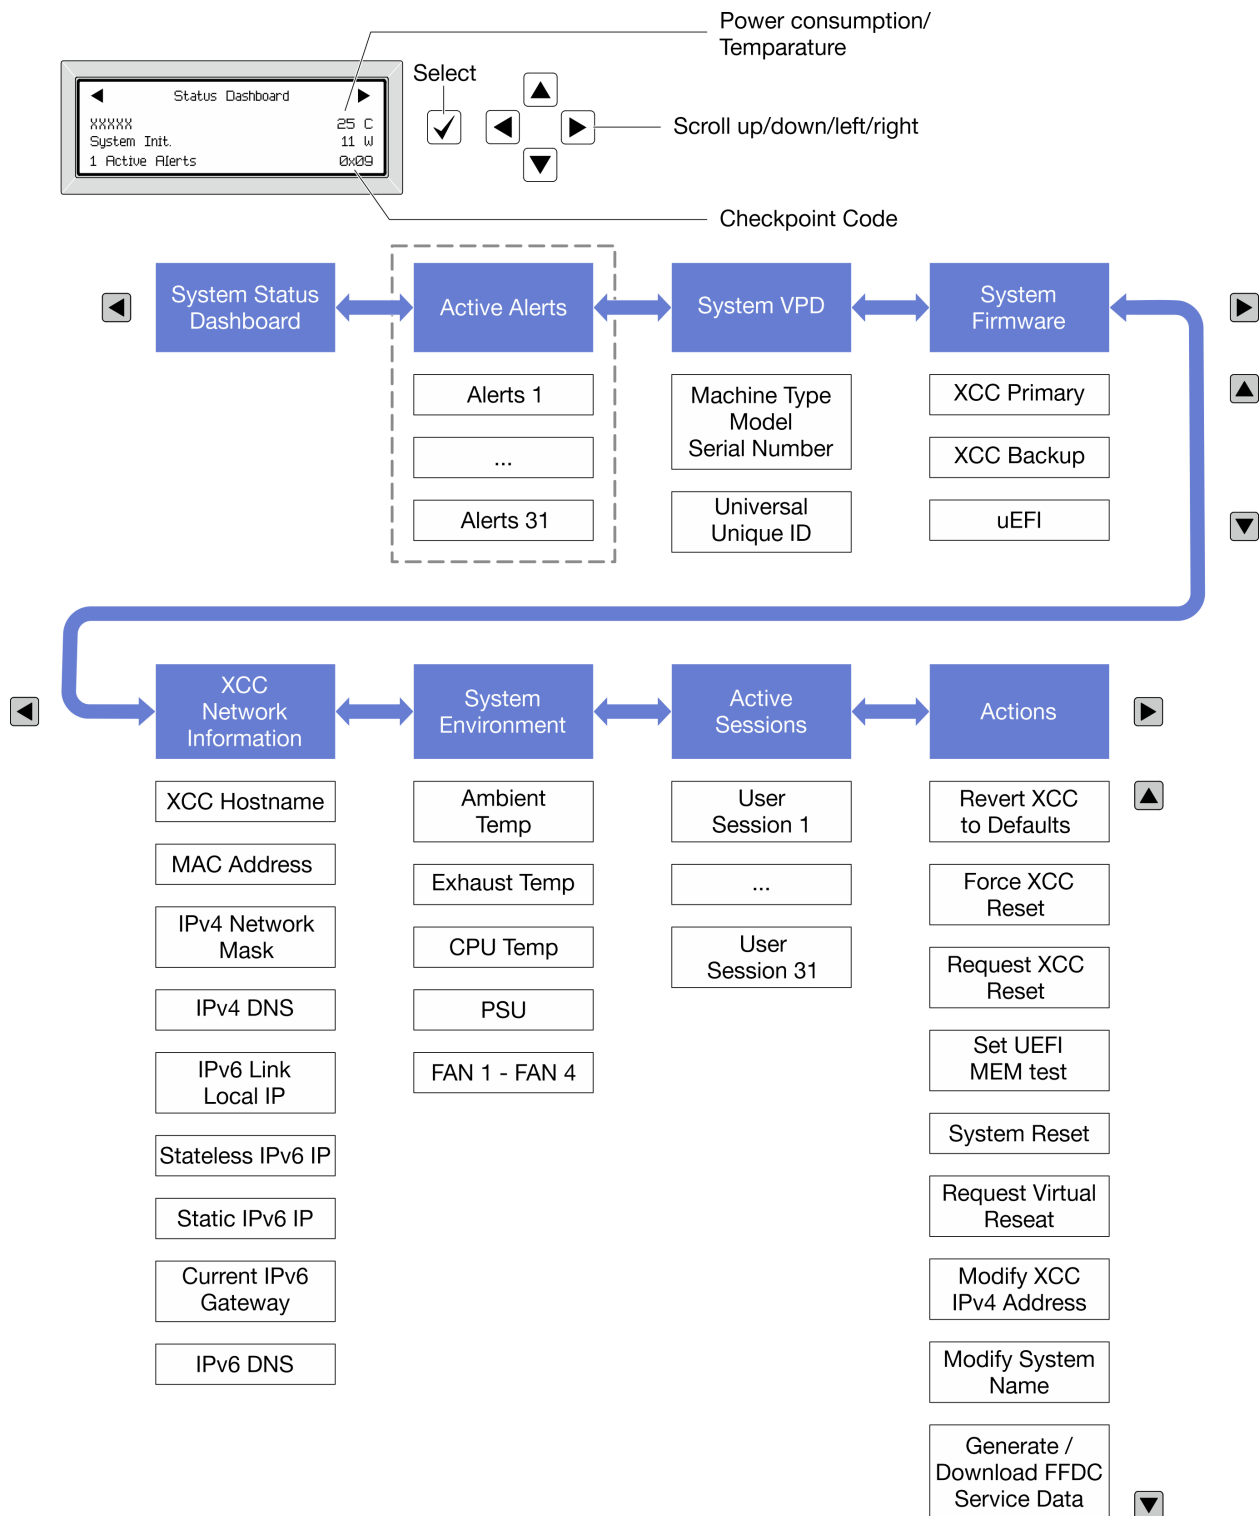 Power consumption/
Temparature
Select
Status Dashboard
XXXXX 25 C
System Init. 11 W
1 Active Alerts 0x09
Scroll up/down/left/right
Checkpoint Code
System Status
Dashboard
Active Alerts
System VPD
System
Firmware
Alerts 1
...
Alerts 31
Machine Type
Model
Serial Number
Universal
Unique ID
XCC Primary
XCC Backup
uEFI
XCC
Network
Information
System
Environment
Active
Sessions
Actions
XCC Hostname
MAC Address
IPv4 Network
Mask
IPv4 DNS
IPv6 Link
Local IP
Stateless IPv6 IP
Static IPv6 IP
Current IPv6
Gateway
IPv6 DNS
Ambient
Temp
Exhaust Temp
CPU Temp
PSU
FAN 1 - FAN 4
User
Session 1
...
User
Session 31
Revert XCC
to Defaults
Force XCC
Reset
Request XCC
Reset
Set UEFI
MEM test
System Reset
Request Virtual
Reseat
Modify XCC
IPv4 Address
Modify System
Name
Generate /
Download FFDC
Service Data